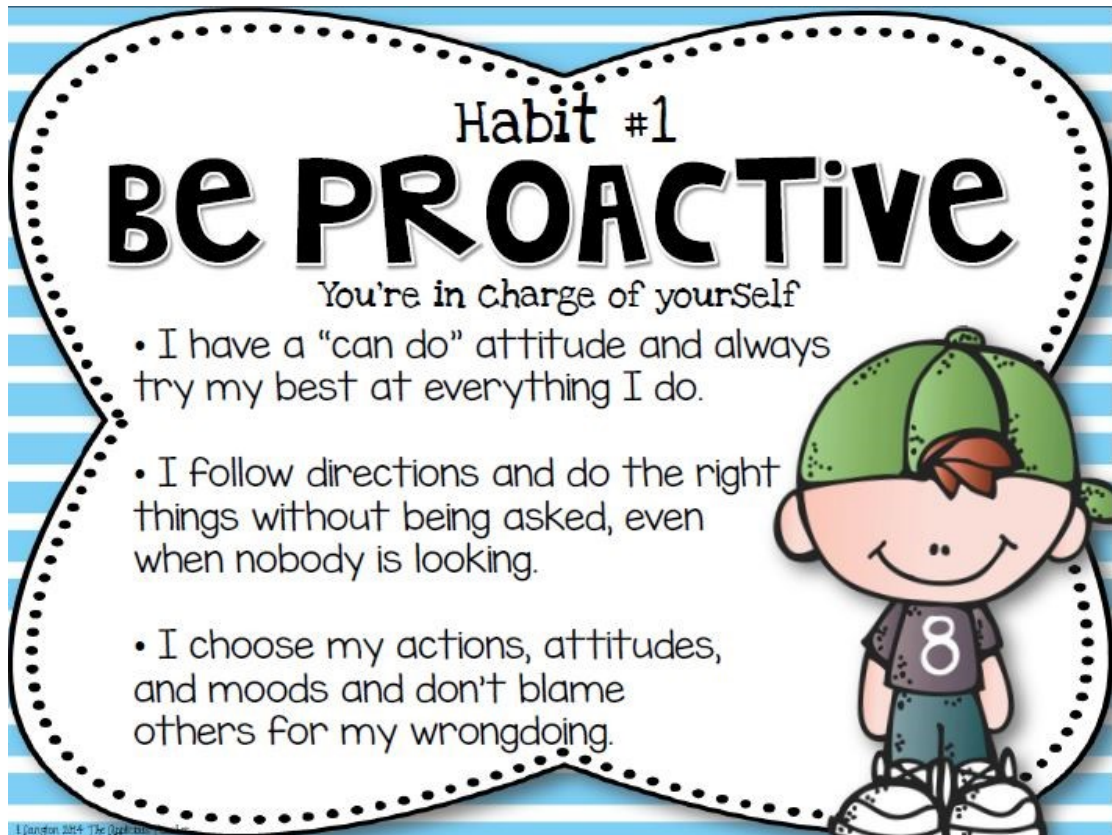 Habit #1
Be PROACTive
You're in charge of yourself
• I have a “can do” attitude and always
try my best at everything I do.
• I follow directions and do the right
things without being asked, even
when nobody is looking.
• I choose my actions, attitudes,
and moods and don't blame
others for my wrongdoing.
8
2014 The